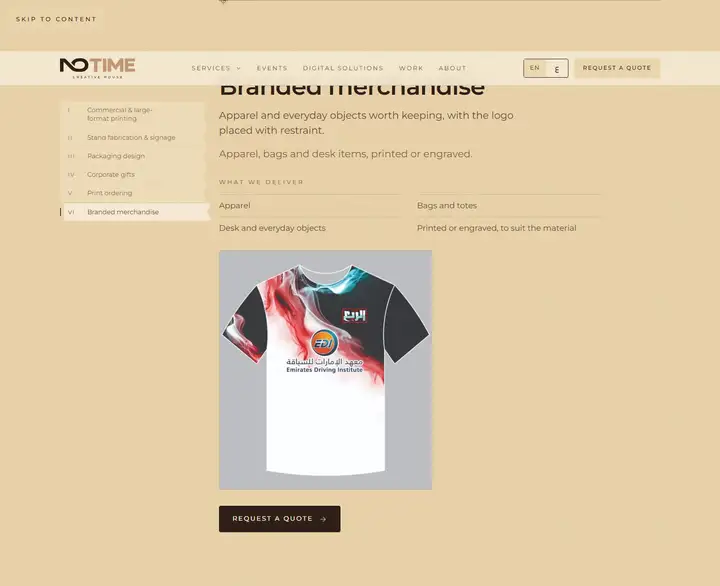 SKIP TO CONTENT
NOTIME
CREATIVE HOUSE
SERVICES
EVENTS
DIGITAL SOLUTIONS
WORK
ABOUT
EN
ع
REQUEST A QUOTE
I Commercial & large-
format printing
II Stand fabrication & signage
III Packaging design
IV Corporate gifts
V Print ordering
VI Branded merchandise
Branded merchandise
Apparel and everyday objects worth keeping, with the logo
placed with restraint.
Apparel, bags and desk items, printed or engraved.
WHAT WE DELIVER
Apparel
Bags and totes
Desk and everyday objects
Printed or engraved, to suit the material
EDI
معهد الإمارات للسياقة
Emirates Driving Institute
REQUEST A QUOTE →